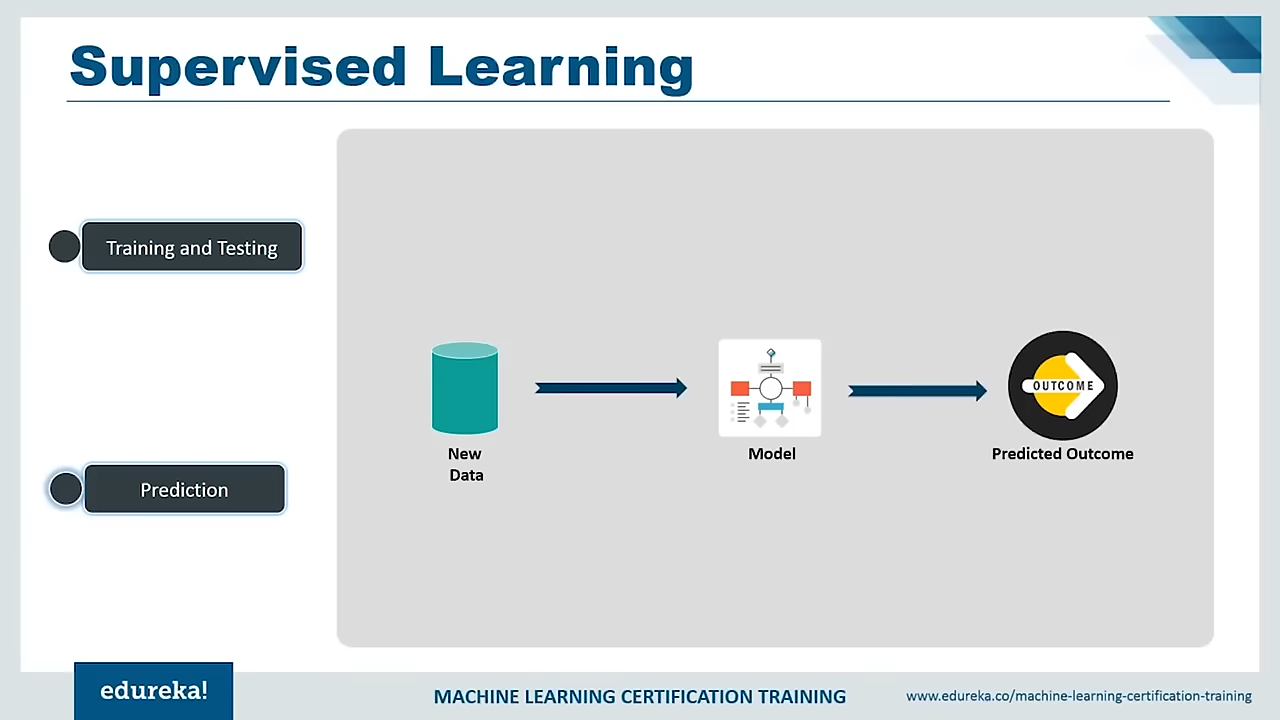 Supervised Learning
Training and Testing
Prediction
New
Data
Model
OUTCOME
Predicted Outcome
edureka!
MACHINE LEARNING CERTIFICATION TRAINING
www.edureka.co/machine-learning-certification-training